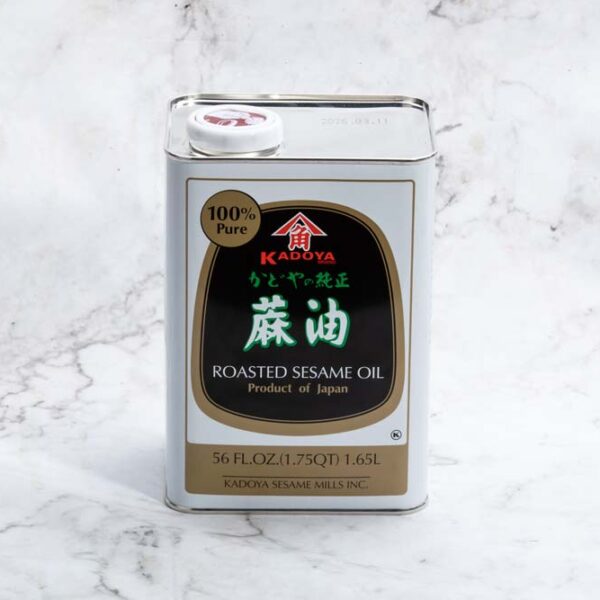 100%
Pure
角
KADOYA
かどやの純正
蔴油
ROASTED SESAME OIL
Product of Japan
K
56 FL.OZ.(1.75QT) 1.65L
KADOYA SESAME MILLS INC.